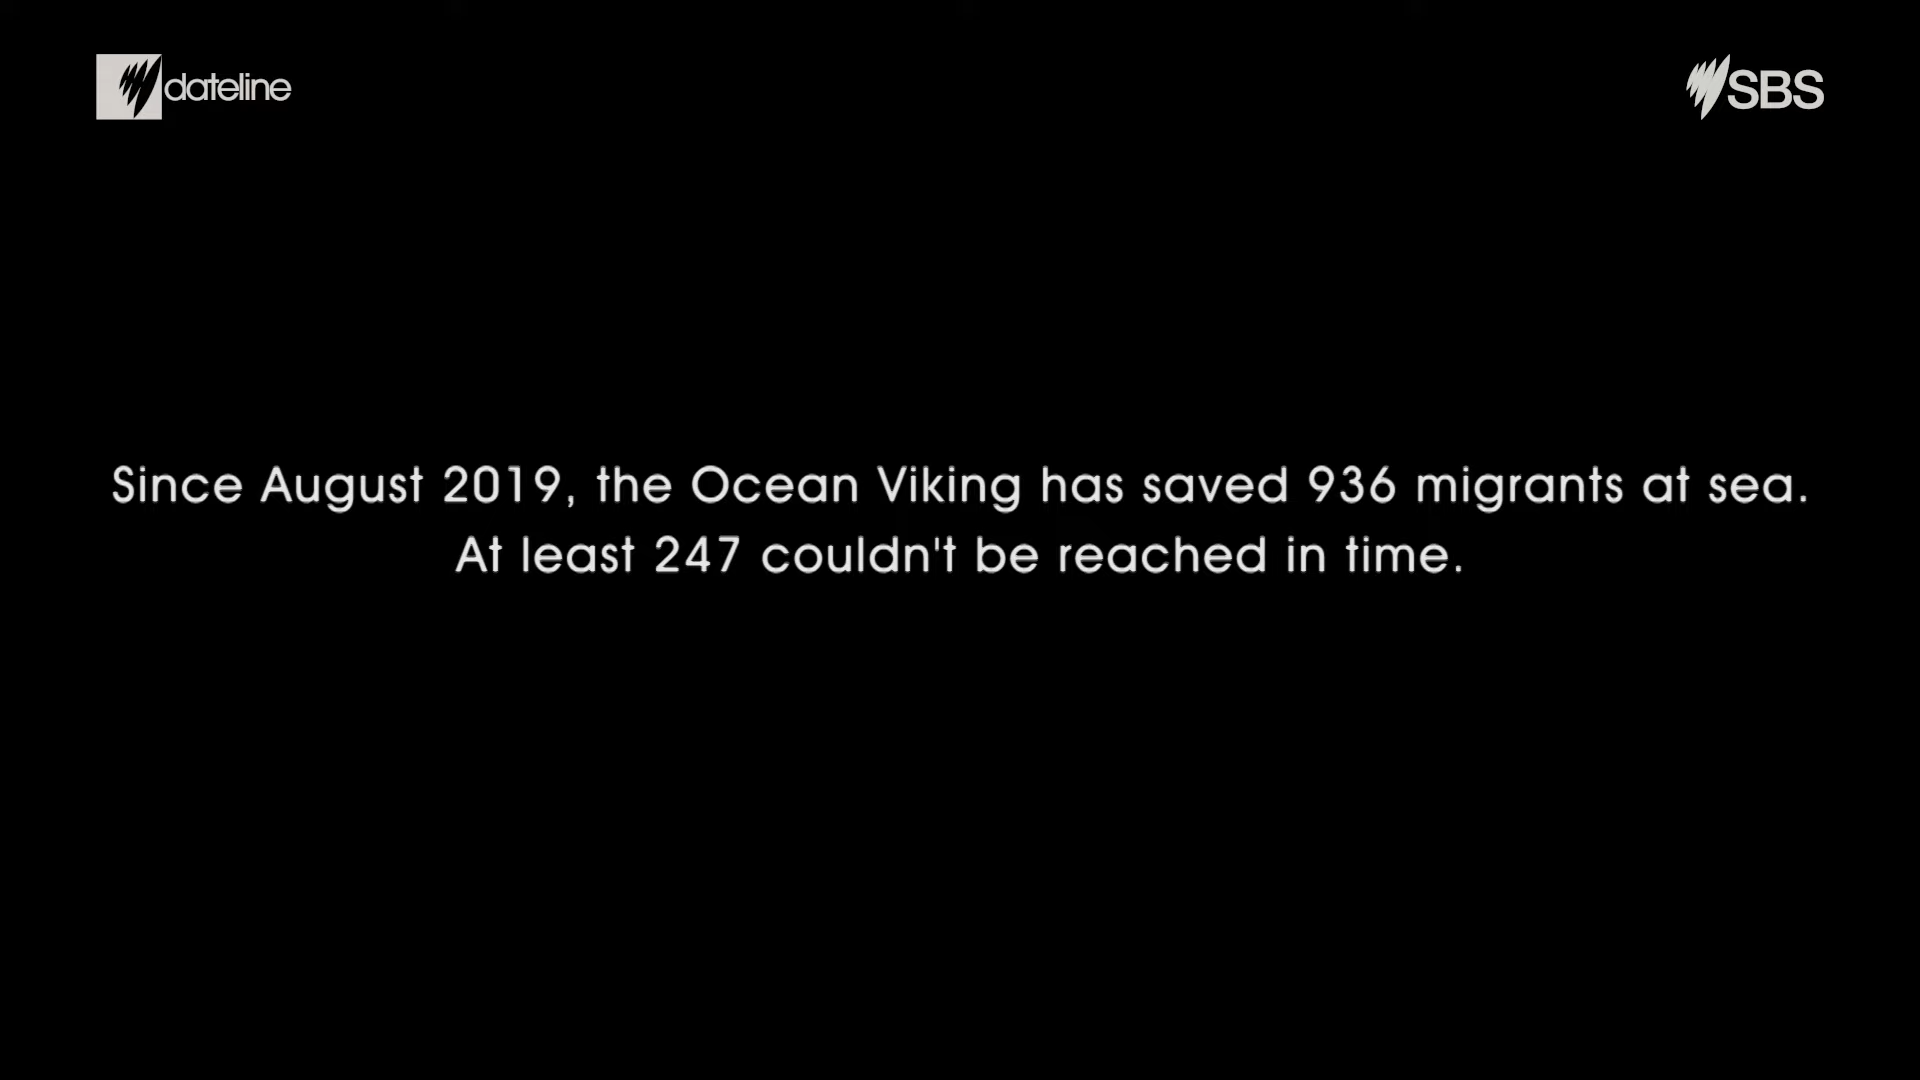 dateline
SBS
Since August 2019, the Ocean Viking has saved 936 migrants at sea.
At least 247 couldn't be reached in time.